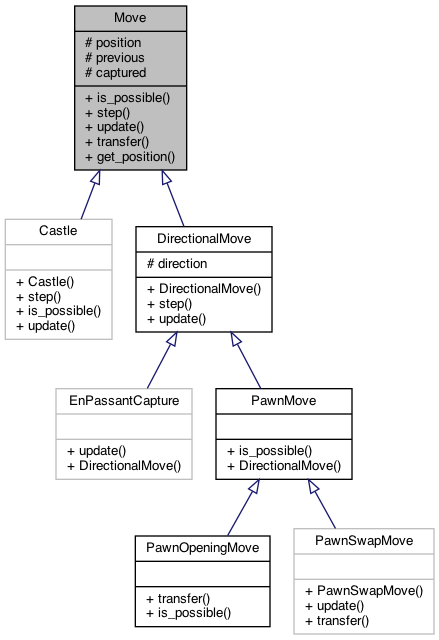 Move
# position
# previous
# captured
+ is_possible()
+ step()
+ update()
+ transfer()
+ get_position()
Castle
+ Castle()
+ step()
+ is_possible()
+ update()
DirectionalMove
# direction
+ DirectionalMove()
+ step()
+ update()
EnPassantCapture
+ update()
+ DirectionalMove()
PawnMove
+ is_possible()
+ DirectionalMove()
PawnOpeningMove
+ transfer()
+ is_possible()
PawnSwapMove
+ PawnSwapMove()
+ update()
+ transfer()